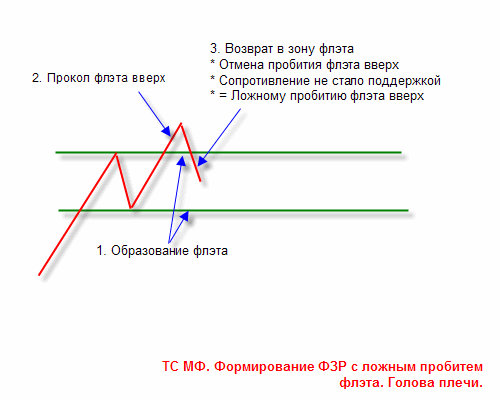 3. Возврат в зону флэта
* Отмена пробития флэта вверх
* Сопротивление не стало поддержкой
* = Ложному пробитию флэта вверх
2. Прокол флэта вверх
1. Образование флэта
ТС МФ. Формирование ФЗР с ложным пробитем
флэта. Голова плечи.